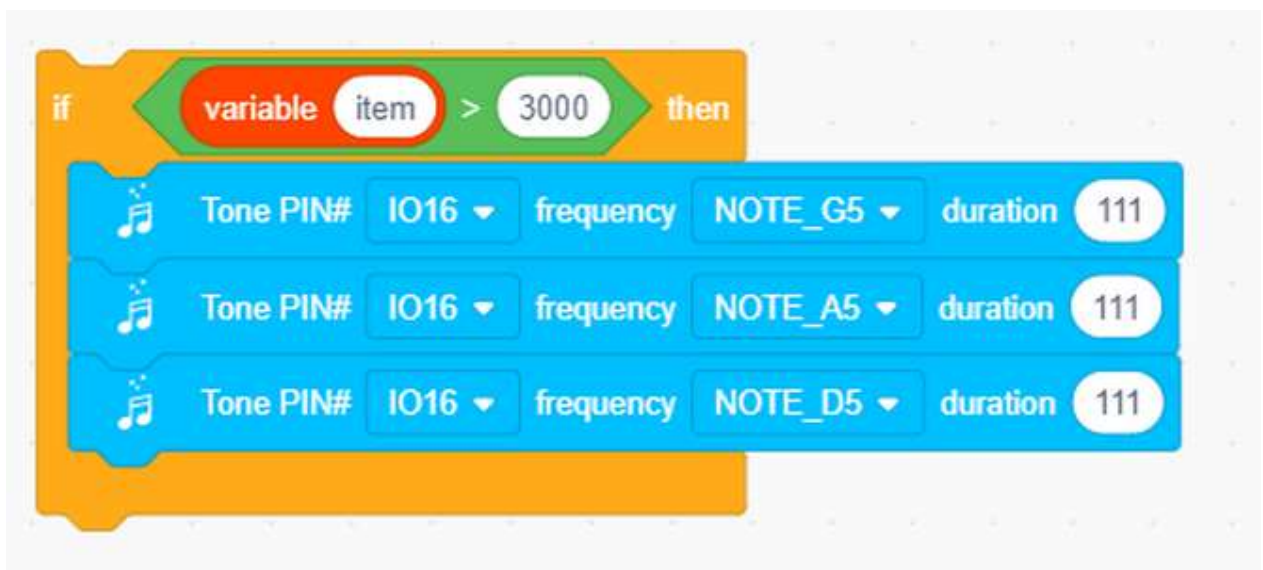 if variable item > 3000 then
Tone PIN# IO16 frequency NOTE_G5 duration 111
Tone PIN# IO16 frequency NOTE_A5 duration 111
Tone PIN# IO16 frequency NOTE_D5 duration 111